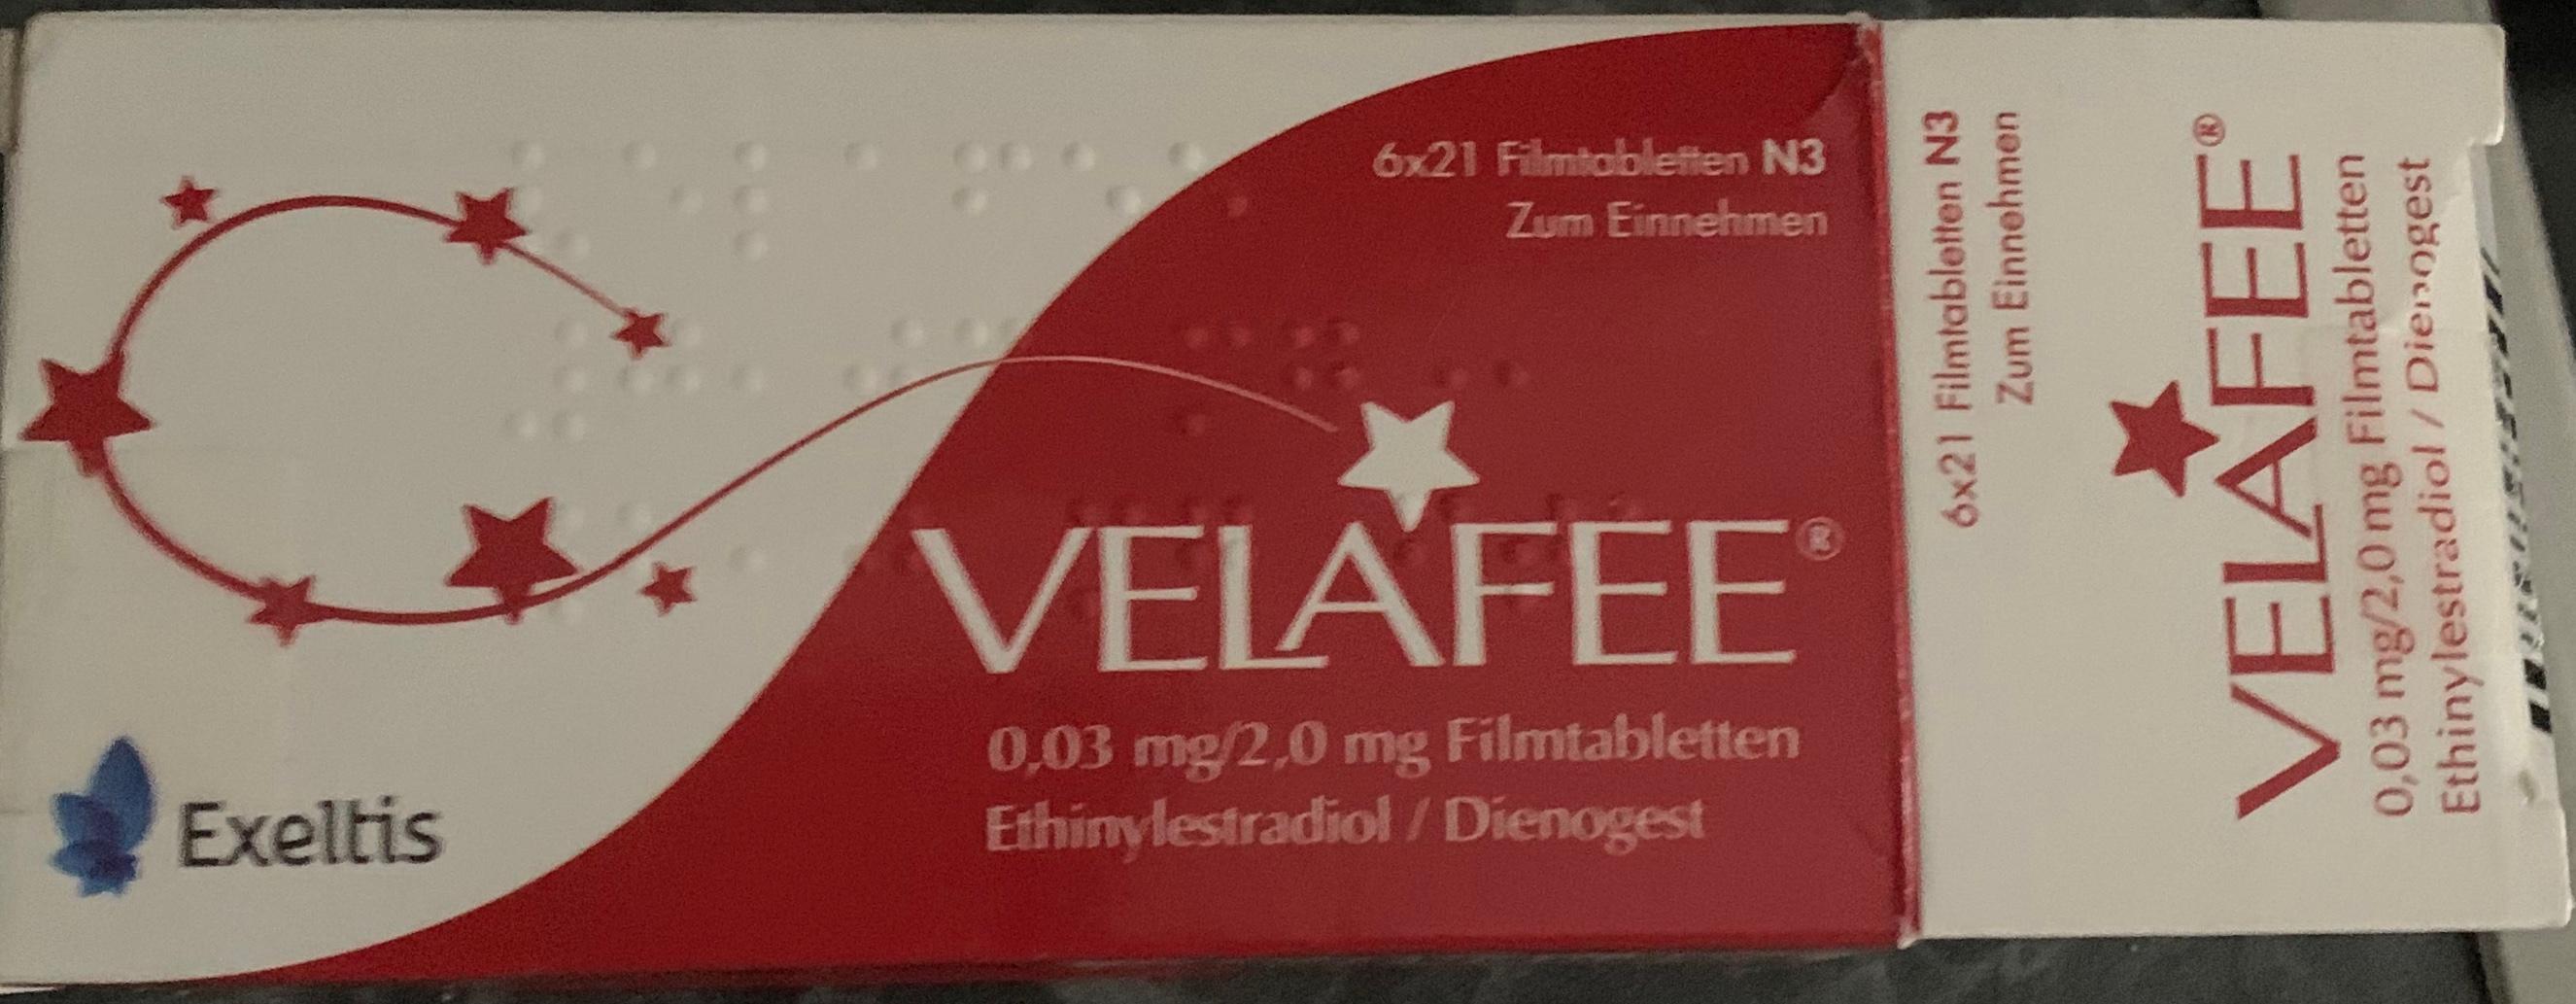 6x21 Filmtabletten N3
Zum Einnehmen
VELAFEE®
0,03 mg/2,0 mg Filmtabletten
Ethinylestradiol / Dienogest
Exeltis
6x21 Filmtabletten N3
Zum Einnehmen
VELAFEE®
0,03 mg/2,0 mg Filmtabletten
Ethinylestradiol / Dienogest